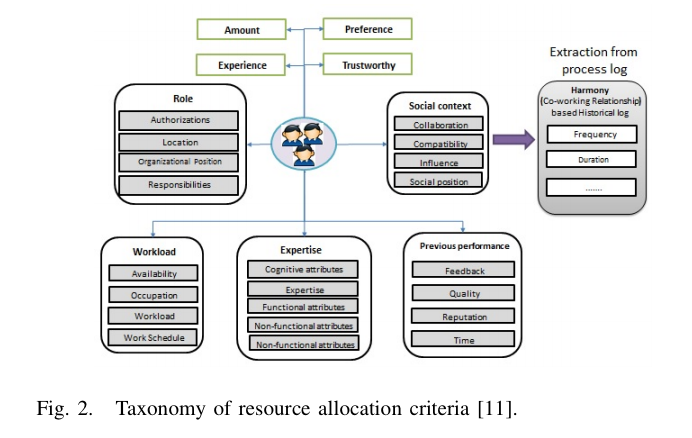 Amount
Preference
Experience
Trustworthy
Extraction from
process log
Role
Authorizations
Location
Organizational Position
Responsibilities
Social context
Collaboration
Compatibility
Influence
Social position
Harmony
(Co-working Relationship)
based Historical log
Frequency
Duration
.......
Workload
Availability
Occupation
Workload
Work Schedule
Expertise
Cognitive attributes
Expertise
Functional attributes
Non-functional attributes
Non-functional attributes
Previous performance
Feedback
Quality
Reputation
Time
Fig. 2. Taxonomy of resource allocation criteria [11].